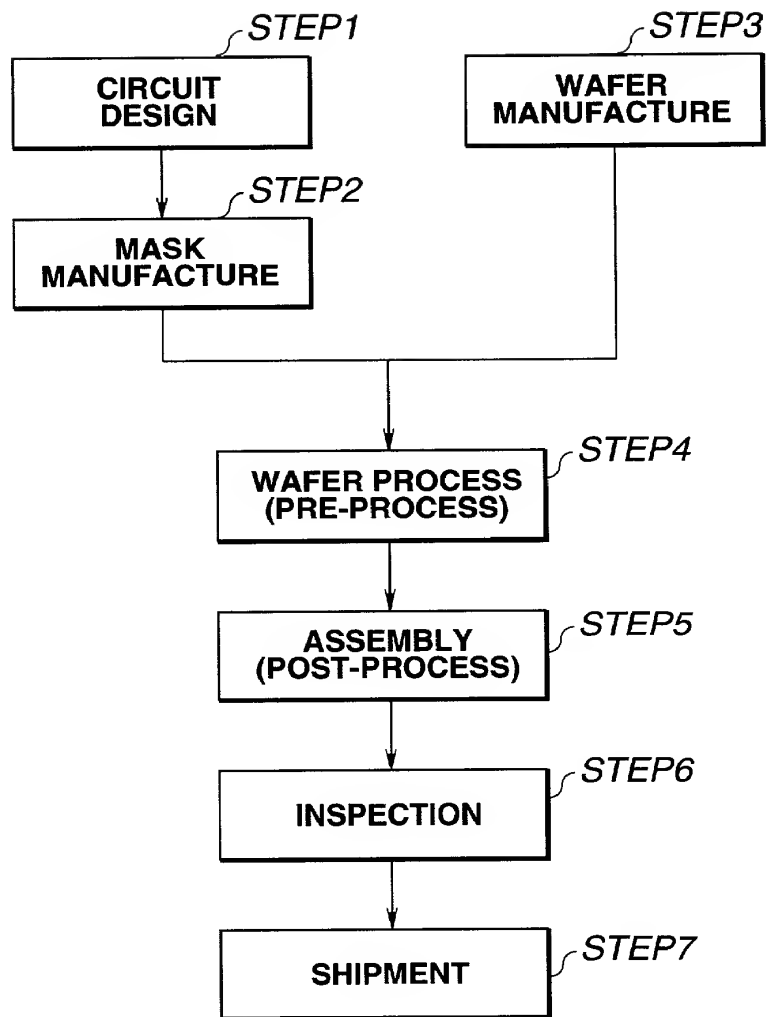 STEP1
CIRCUIT
DESIGN
STEP3
WAFER
MANUFACTURE
STEP2
MASK
MANUFACTURE
STEP4
WAFER PROCESS
(PRE-PROCESS)
STEP5
ASSEMBLY
(POST-PROCESS)
STEP6
INSPECTION
STEP7
SHIPMENT